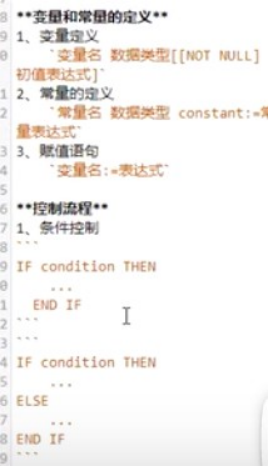 **变量和常量的定义**
1、变量定义
`变量名 数据类型[[NOT NULL]
初值表达式]`
2、常量的定义
`变量名 数据类型 constant:=常
量表达式`
3、赋值语句
`变量名:=表达式`
**控制流程**
1、条件控制
```
IF condition THEN
...
END IF
```
```
IF condition THEN
...
ELSE
...
END IF
```